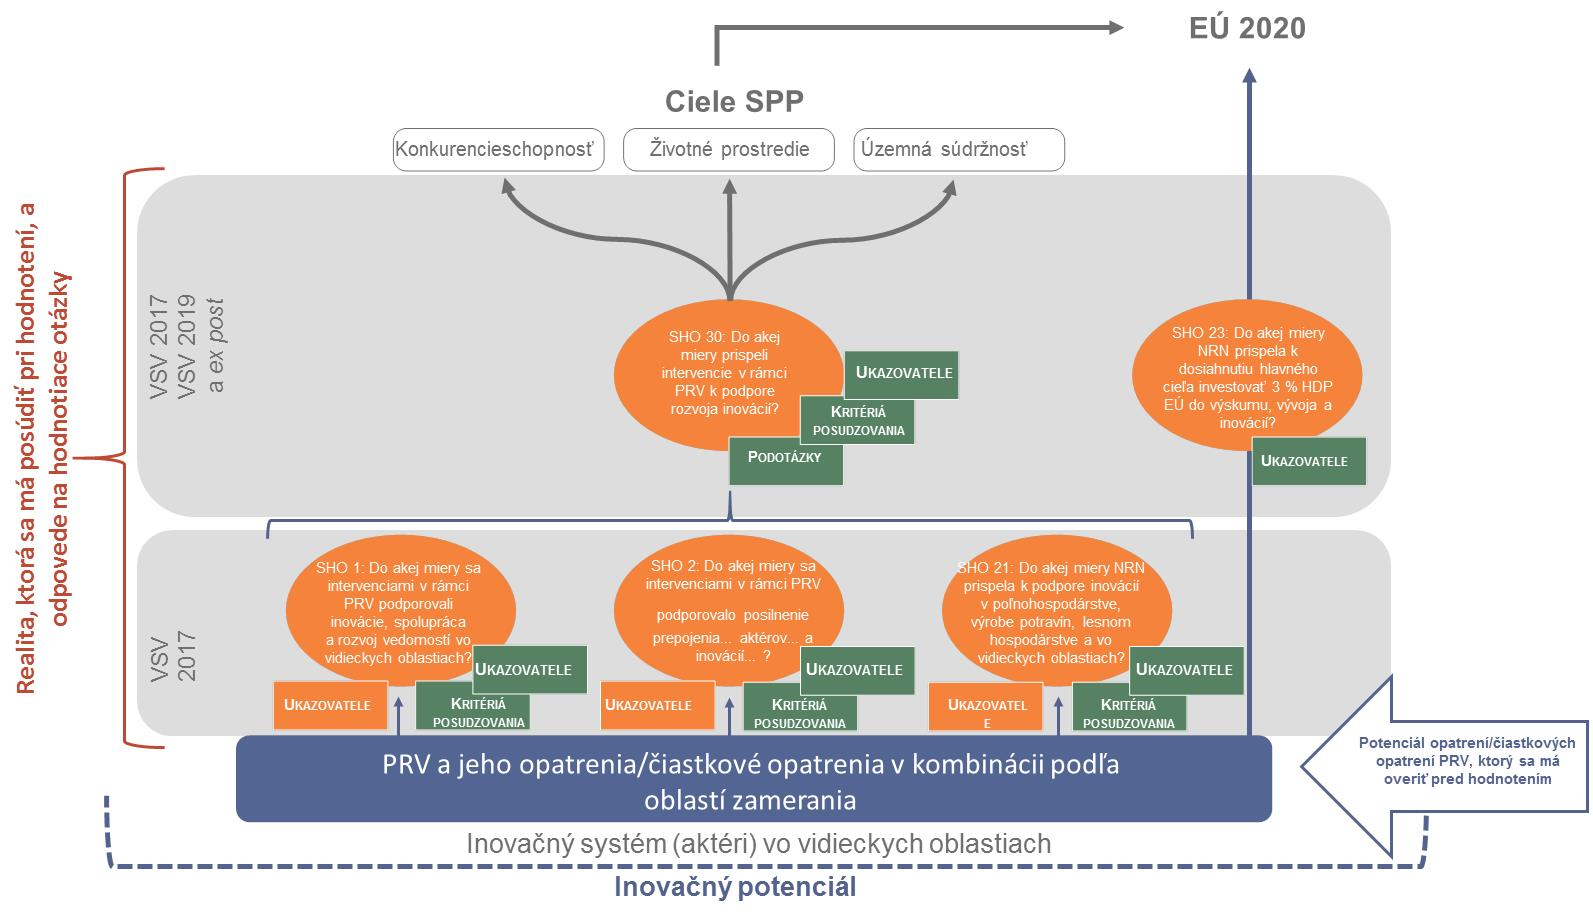 EÚ 2020
Ciele SPP
Konkurencieschopnosť
Životné prostredie
Územná súdržnosť
Realita, ktorá sa má posúdiť pri hodnotení, a
odpovede na hodnotiace otázky
VSV 2017
VSV 2019
a ex post
SHO 30: Do akej
miery prispeli
intervencie v rámci
PRV k podpore
rozvoja inovácií?
UKAZOVATELE
KRITÉRIÁ
POSUDZOVANIA
PODOTÁZKY
SHO 23: Do akej miery
NRN prispela k
dosiahnutiu hlavného
cieľa investovať 3 % HDP
EÚ do výskumu, vývoja a
inovácií?
UKAZOVATELE
VSV
2017
SHO 1: Do akej miery sa
intervenciami v rámci
PRV podporovali
inovácie, spolupráca
a rozvoj vedomostí vo
vidieckych oblastiach?
UKAZOVATELE
UKAZOVATELE
KRITÉRIÁ
POSUDZOVANIA
SHO 2: Do akej miery sa
intervenciami v rámci PRV
podporovalo posilnenie
prepojenia... aktérov... a
inovácií... ?
UKAZOVATELE
UKAZOVATELE
KRITÉRIÁ
POSUDZOVANIA
SHO 21: Do akej miery NRN
prispela k podpore inovácií
v poľnohospodárstve,
výrobe potravín, lesnom
hospodárstve a vo
vidieckych oblastiach?
UKAZOVATELE
UKAZOVATEL
E
KRITÉRIÁ
POSUDZOVANIA
PRV a jeho opatrenia/čiastkové opatrenia v kombinácii podľa
oblastí zamerania
Potenciál opatrení/čiastkových
opatrení PRV, ktorý sa má
overiť pred hodnotením
Inovačný systém (aktéri) vo vidieckych oblastiach
Inovačný potenciál